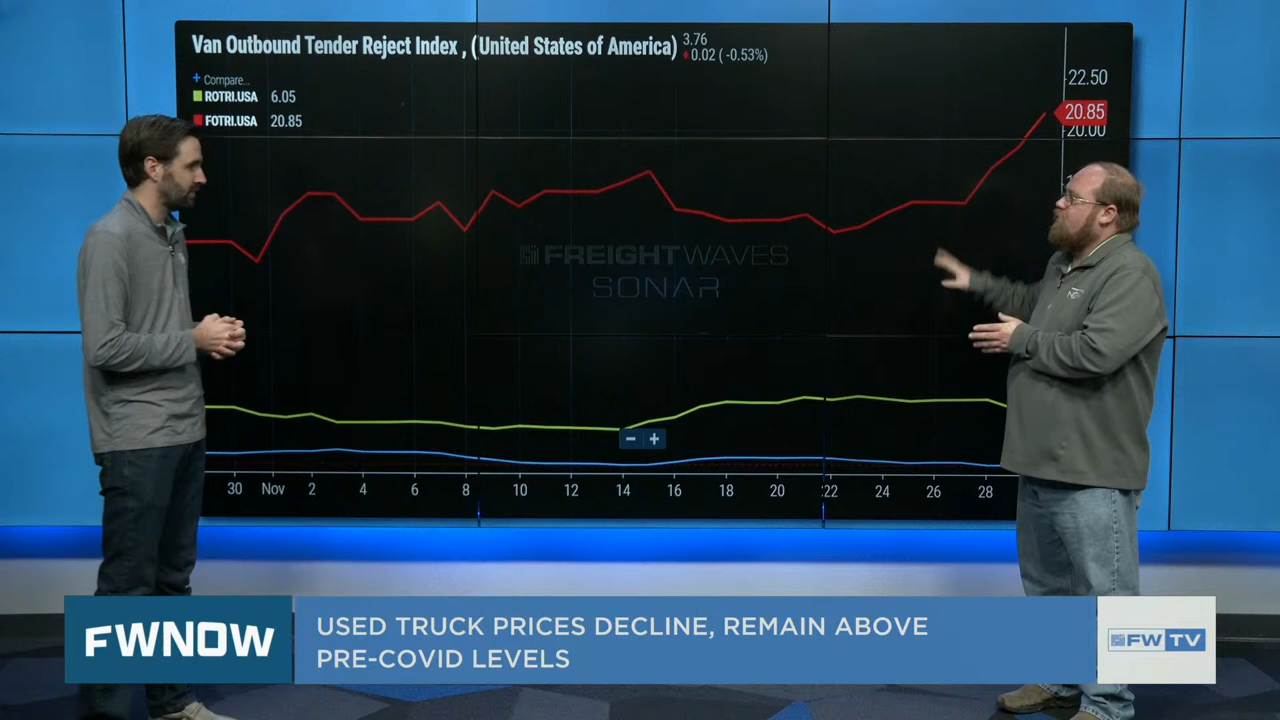 Van Outbound Tender Reject Index , (United States of America) 3.76
0.02 ( -0.53%)
+ Compare...
ROTRI.USA 6.05
FOTRI.USA 20.85
22.50
20.85
20.00
FREIGHTWAVES
SONAR
− +
30 Nov 2 4 6 8 10 12 14 16 18 20 22 24 26 28
FWNOW
USED TRUCK PRICES DECLINE, REMAIN ABOVE
PRE-COVID LEVELS
FWTV